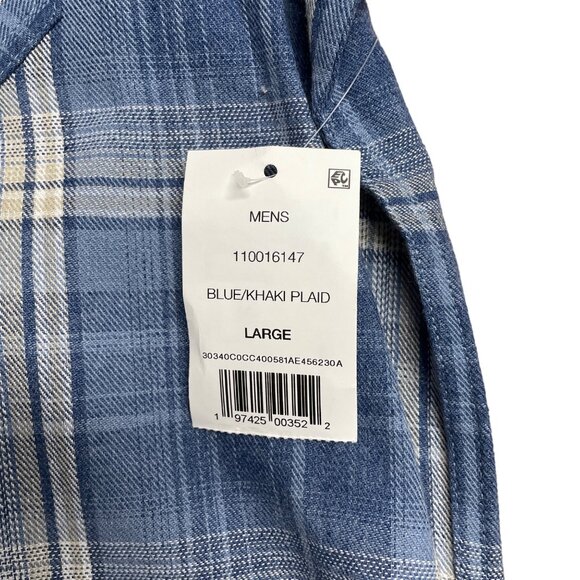 MENS
110016147
BLUE/KHAKI PLAID
LARGE
30340C0CC400581AE456230A
1 97425 00352 2